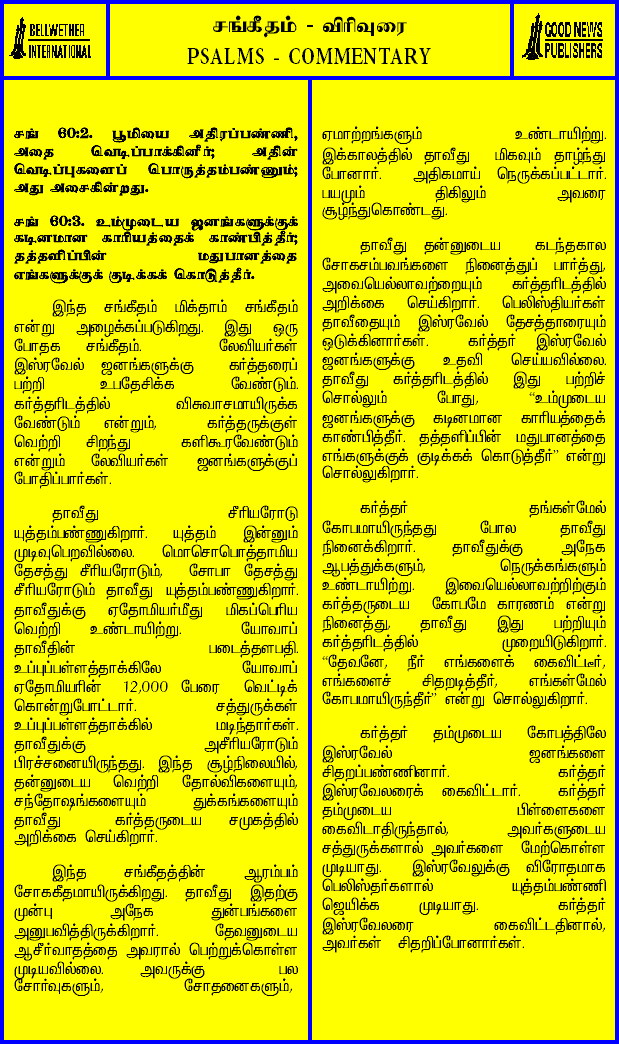 BELLWETHER
INTERNATIONAL
சங்கீதம் - விரிவுரை
PSALMS - COMMENTARY
GOOD NEWS
PUBLISHERS
சங் 60:2. பூமியை அதிரப்பண்ணி,
அதை வெடிப்பாக்கினீர்; அதின்
வெடிப்புகளைப் பொருத்தம்பண்ணும்;
அது அசைகின்றது.
சங் 60:3. உம்முடைய ஜனங்களுக்குக்
கடினமான காரியத்தைக் காண்பித்தீர்;
தத்தளிப்பின் மதுபானத்தை
எங்களுக்குக் குடிக்கக் கொடுத்தீர்.
இந்த சங்கீதம் மிக்தாம் சங்கீதம்
என்று அழைக்கப்படுகிறது. இது ஒரு
போதக சங்கீதம். லேவியர்கள்
இஸ்ரவேல் ஜனங்களுக்கு கர்த்தரைப்
பற்றி உபதேசிக்க வேண்டும்.
கர்த்தரிடத்தில் விசுவாசமாயிருக்க
வேண்டும் என்றும், கர்த்தருக்குள்
வெற்றி சிறந்து களிகூரவேண்டும்
என்றும் லேவியர்கள் ஜனங்களுக்குப்
போதிப்பார்கள்.
தாவீது சீரியரோடு
யுத்தம்பண்ணுகிறார். யுத்தம் இன்னும்
முடிவுபெறவில்லை. மொசொபொத்தாமிய
தேசத்து சீரியரோடும், சோபா தேசத்து
சீரியரோடும் தாவீது யுத்தம்பண்ணுகிறார்.
தாவீதுக்கு ஏதோமியர்மீது மிகப்பெரிய
வெற்றி உண்டாயிற்று. யோவாப்
தாவீதின் படைத்தளபதி.
உப்புப்பள்ளத்தாக்கிலே யோவாப்
ஏதோமியரின் 12,000 பேரை வெட்டிக்
கொன்றுபோட்டார். சத்துருக்கள்
உப்புப்பள்ளத்தாக்கில் மடிந்தார்கள்.
தாவீதுக்கு அசீரியரோடும்
பிரச்சனையிருந்தது. இந்த சூழ்நிலையில்,
தன்னுடைய வெற்றி தோல்விகளையும்,
சந்தோஷங்களையும் துக்கங்களையும்
தாவீது கர்த்தருடைய சமுகத்தில்
அறிக்கை செய்கிறார்.
இந்த சங்கீதத்தின் ஆரம்பம்
சோககீதமாயிருக்கிறது. தாவீது இதற்கு
முன்பு அநேக துன்பங்களை
அனுபவித்திருக்கிறார். தேவனுடைய
ஆசீர்வாதத்தை அவரால் பெற்றுக்கொள்ள
முடியவில்லை. அவருக்கு பல
சோர்வுகளும், சோதனைகளும்,
ஏமாற்றங்களும் உண்டாயிற்று.
இக்காலத்தில் தாவீது மிகவும் தாழ்ந்து
போனார். அதிகமாய் நெருக்கப்பட்டார்.
பயமும் திகிலும் அவரை
சூழ்ந்துகொண்டது.
தாவீது தன்னுடைய கடந்தகால
சோகசம்பவங்களை நினைத்துப் பார்த்து,
அவையெல்லாவற்றையும் கர்த்தரிடத்தில்
அறிக்கை செய்கிறார். பெலிஸ்தியர்கள்
தாவீதையும் இஸ்ரவேல் தேசத்தாரையும்
ஒடுக்கினார்கள். கர்த்தர் இஸ்ரவேல்
ஜனங்களுக்கு உதவி செய்யவில்லை.
தாவீது கர்த்தரிடத்தில் இது பற்றிச்
சொல்லும் போது, "உம்முடைய
ஜனங்களுக்கு கடினமான காரியத்தைக்
காண்பித்தீர். தத்தளிப்பின் மதுபானத்தை
எங்களுக்குக் குடிக்கக் கொடுத்தீர்" என்று
சொல்லுகிறார்.
கர்த்தர் தங்கள்மேல்
கோபமாயிருந்தது போல தாவீது
நினைக்கிறார். தாவீதுக்கு அநேக
ஆபத்துக்களும், நெருக்கங்களும்
உண்டாயிற்று. இவையெல்லாவற்றிற்கும்
கர்த்தருடைய கோபமே காரணம் என்று
நினைத்து, தாவீது இது பற்றியும்
கர்த்தரிடத்தில் முறையிடுகிறார்.
"தேவனே, நீர் எங்களைக் கைவிட்டீர்,
எங்களைச் சிதறடித்தீர், எங்கள்மேல்
கோபமாயிருந்தீர்" என்று சொல்லுகிறார்.
கர்த்தர் தம்முடைய கோபத்திலே
இஸ்ரவேல் ஜனங்களை
சிதறப்பண்ணினார். கர்த்தர்
இஸ்ரவேலரைக் கைவிட்டார். கர்த்தர்
தம்முடைய பிள்ளைகளை
கைவிடாதிருந்தால், அவர்களுடைய
சத்துருக்களால் அவர்களை மேற்கொள்ள
முடியாது. இஸ்ரவேலுக்கு விரோதமாக
பெலிஸ்தர்களால் யுத்தம்பண்ணி
ஜெயிக்க முடியாது. கர்த்தர்
இஸ்ரவேலரை கைவிட்டதினால்,
அவர்கள் சிதறிப்போனார்கள்.